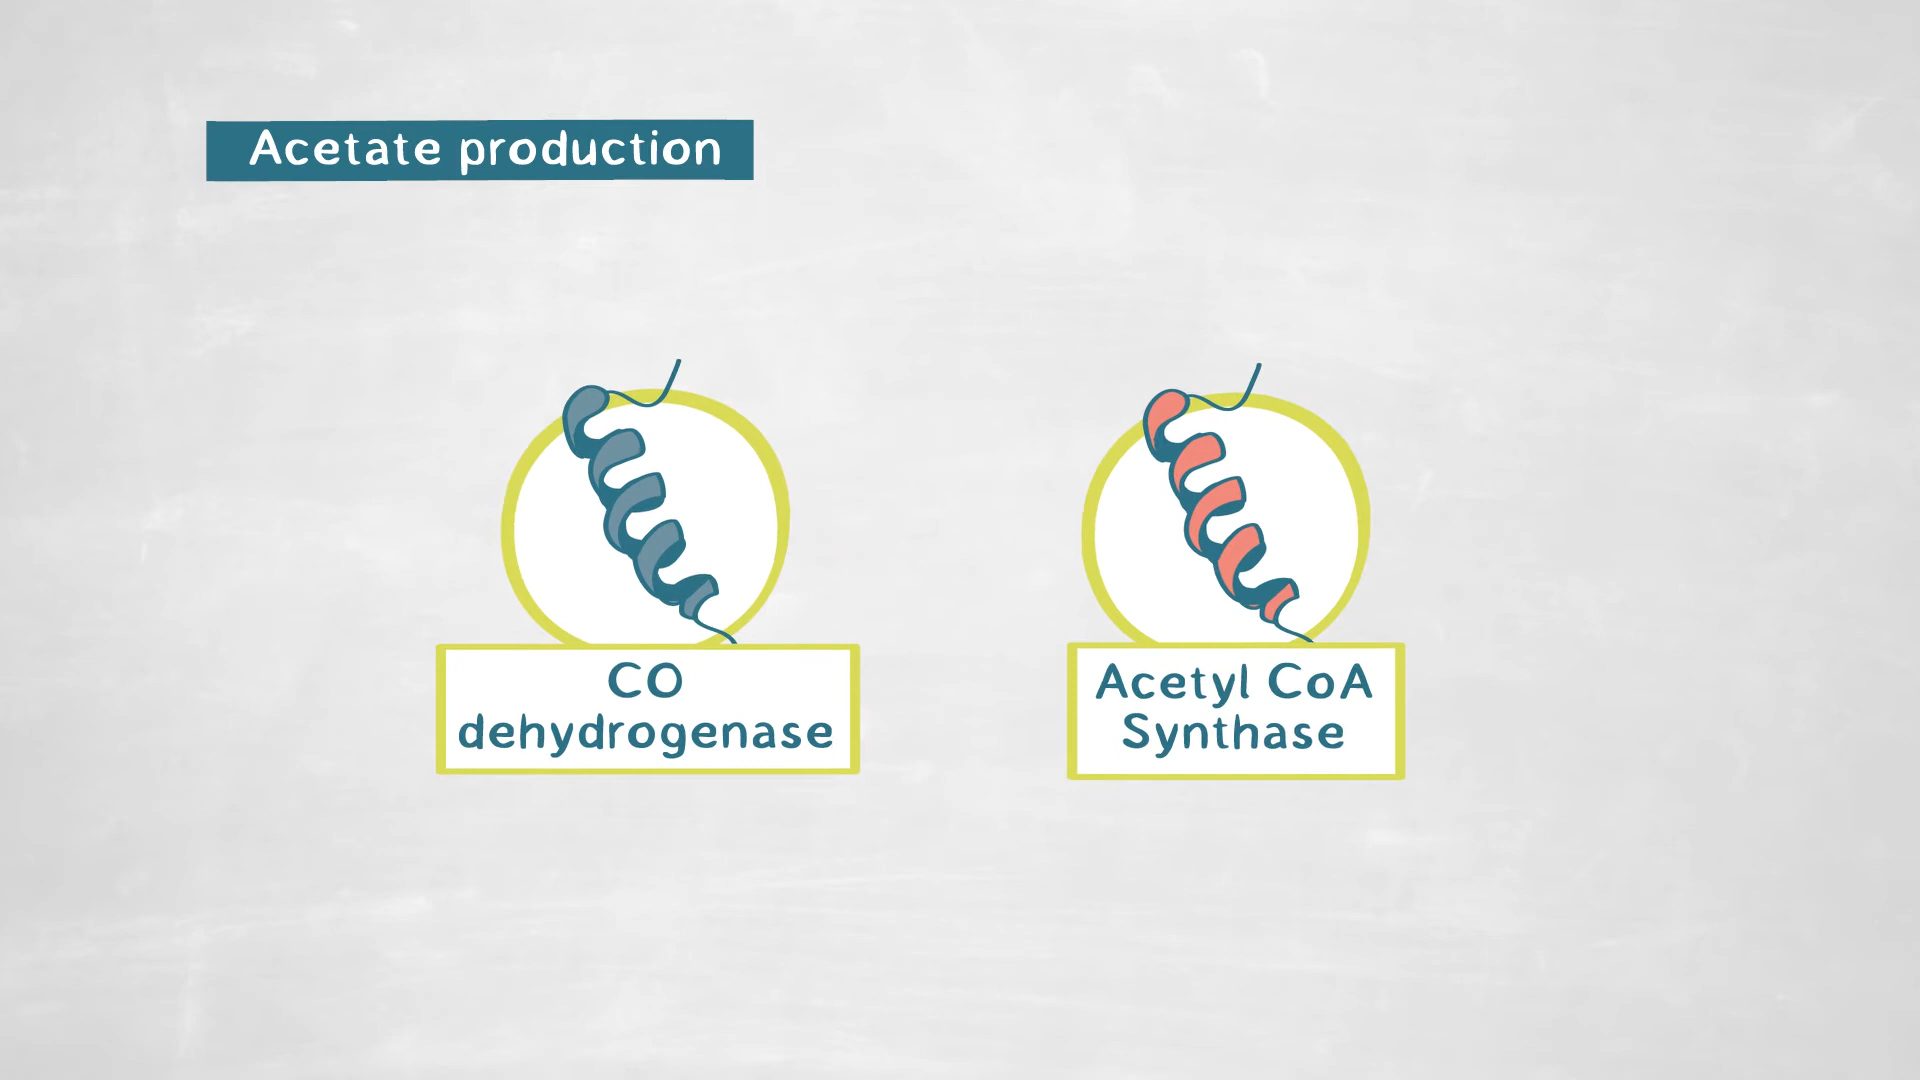 Acetate production
CO
dehydrogenase
Acetyl CoA
Synthase